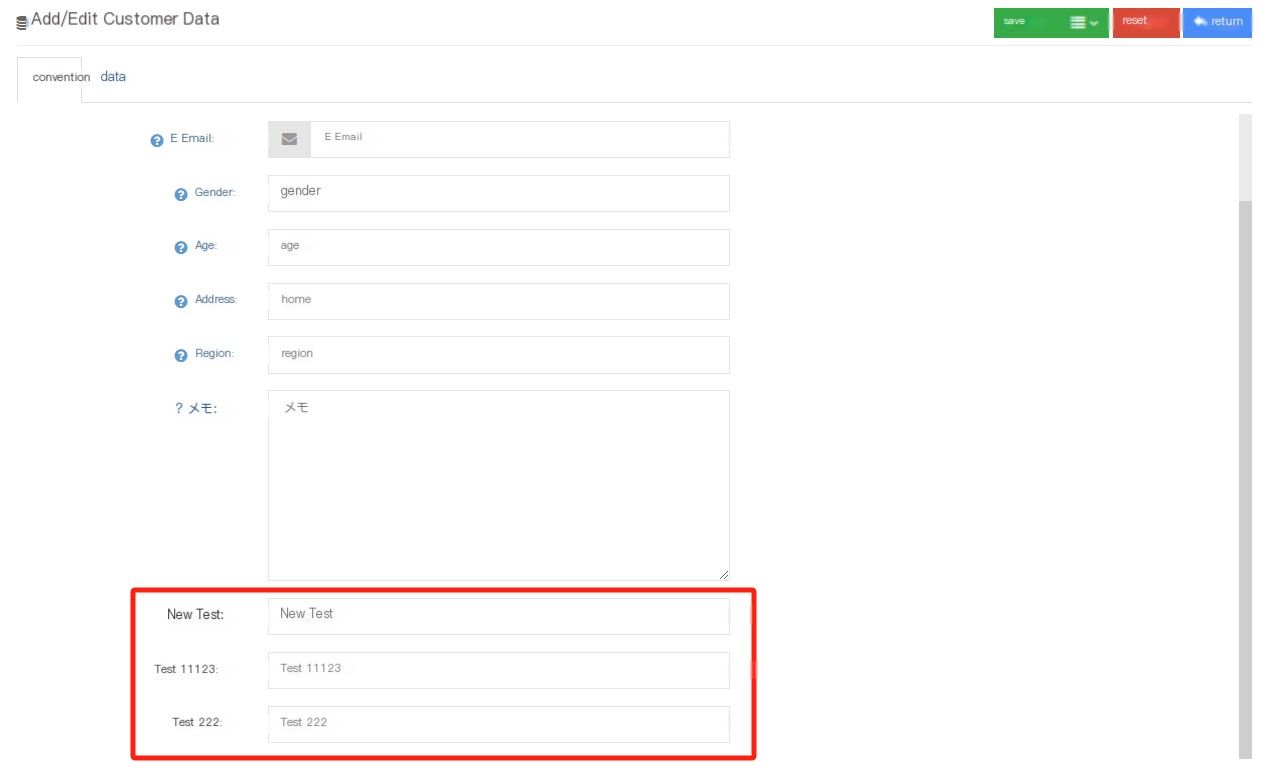 Add/Edit Customer Data
save
reset
return
convention
data
E Email:
E Email
Gender:
gender
Age:
age
Address:
home
Region:
region
? メモ:
メモ
New Test:
New Test
Test 11123:
Test 11123
Test 222:
Test 222